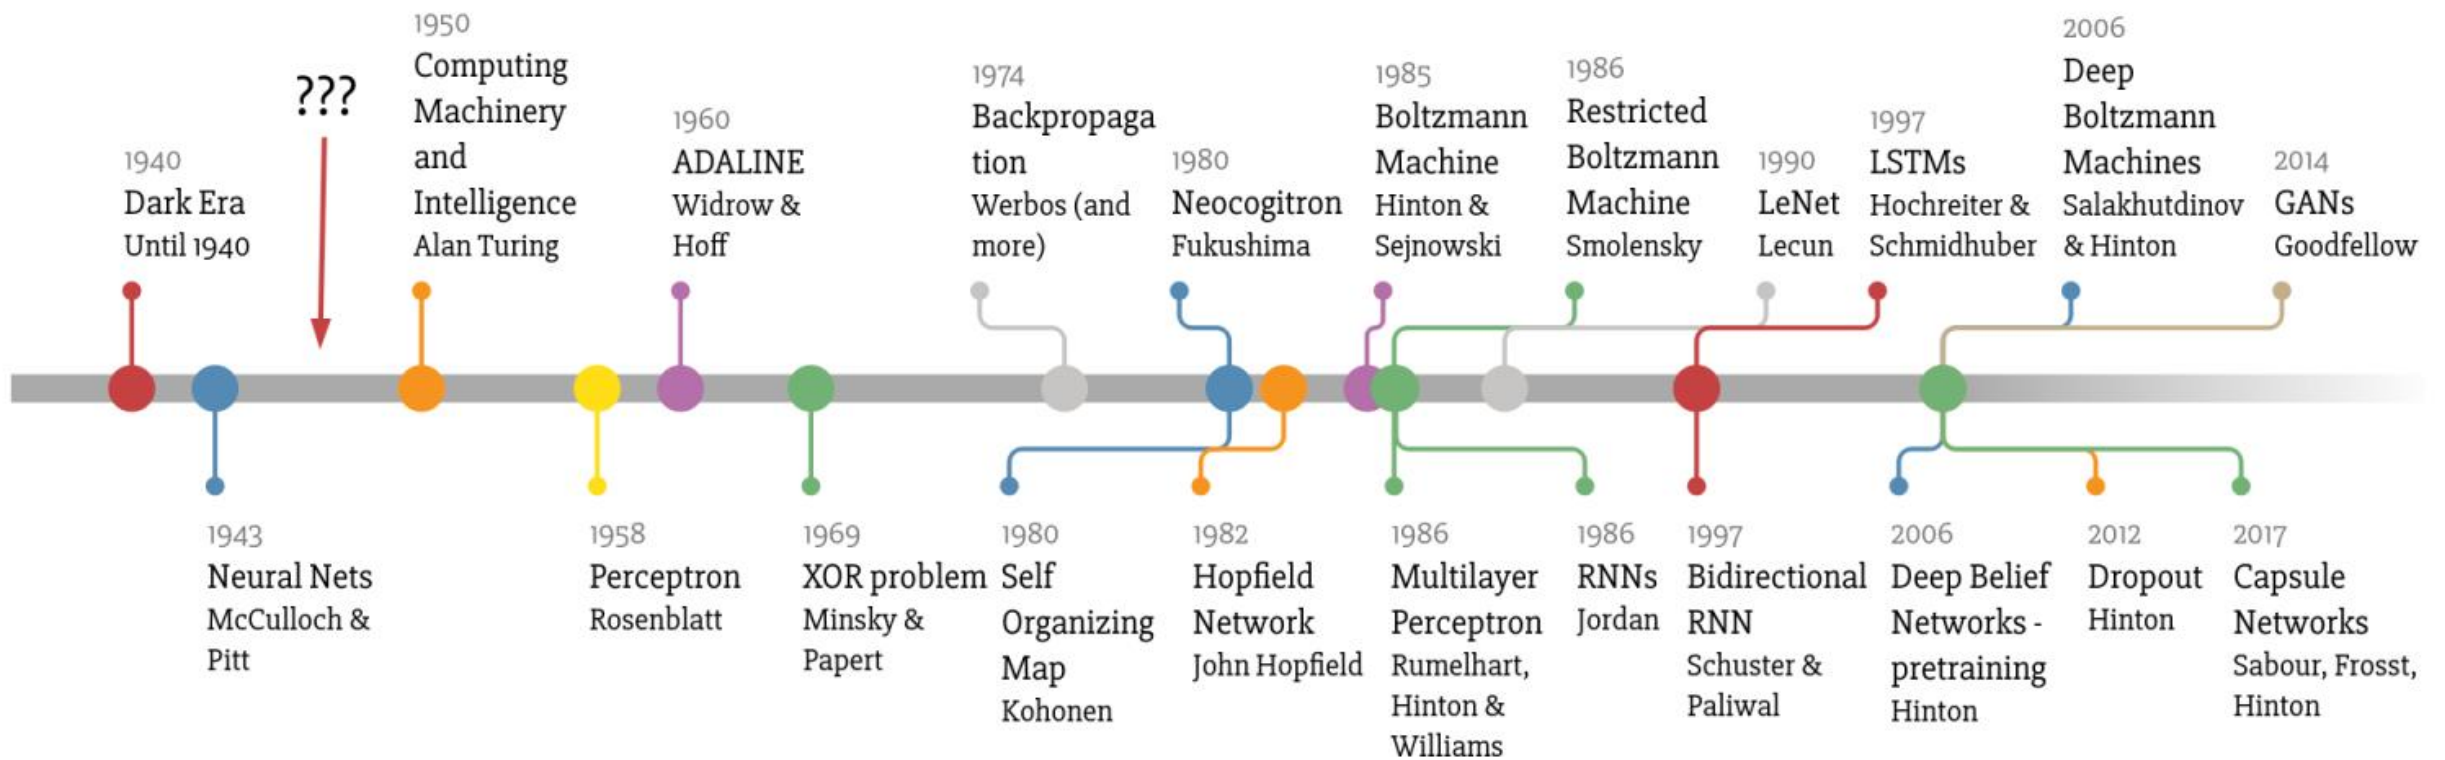 ???
1940
Dark Era
Until 1940
1950
Computing
Machinery
and
Intelligence
Alan Turing
1960
ADALINE
Widrow &
Hoff
1974
Backpropaga
tion
Werbos (and
more)
1980
Neocogitron
Fukushima
1985
Boltzmann
Machine
Hinton &
Sejnowski
1986
Restricted
Boltzmann
Machine
Smolensky
1990
LeNet
Lecun
1997
LSTMs
Hochreiter &
Schmidhuber
2006
Deep
Boltzmann
Machines
Salakhutdinov
& Hinton
2014
GANs
Goodfellow
1943
Neural Nets
McCulloch &
Pitt
1958
Perceptron
Rosenblatt
1969
XOR problem
Minsky &
Papert
1980
Self
Organizing
Map
Kohonen
1982
Hopfield
Network
John Hopfield
1986
Multilayer
Perceptron
Rumelhart,
Hinton &
Williams
1986
RNNs
Jordan
1997
Bidirectional
RNN
Schuster &
Paliwal
2006
Deep Belief
Networks -
pretraining
Hinton
2012
Dropout
Hinton
2017
Capsule
Networks
Sabour, Frosst,
Hinton